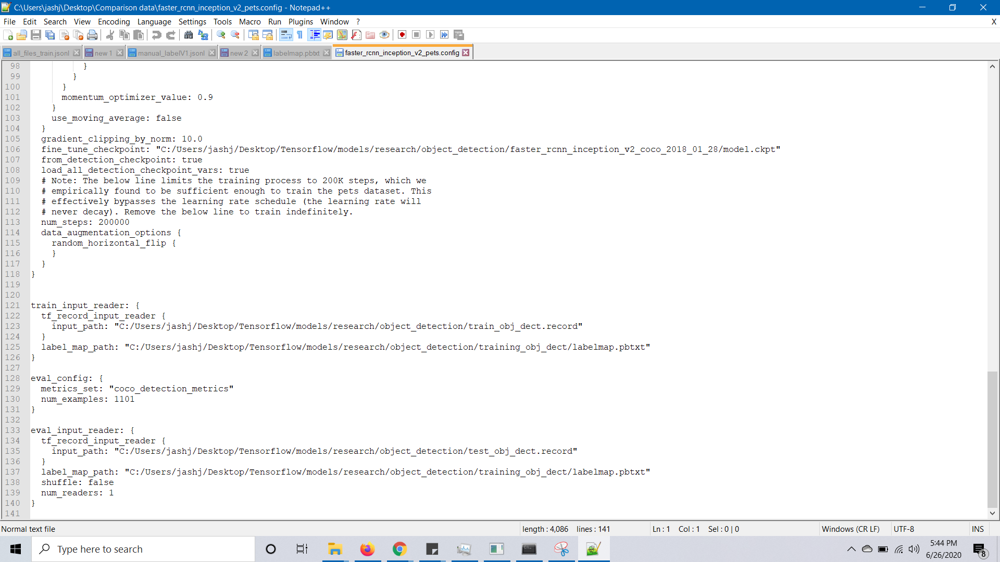 C:\Users\jashj\Desktop\Comparison data\faster_rcnn_inception_v2_pets.config - Notepad++
File Edit Search View Encoding Language Settings Tools Macro Run Plugins Window ? X
all_files_train.jsonl new 1 manual_labelV1.jsonl new 2 labelmap.pbtxt faster_rcnn_inception_v2_pets.config
98 }
99 }
100 }
101 momentum_optimizer_value: 0.9
102 }
103 use_moving_average: false
104 }
105 gradient_clipping_by_norm: 10.0
106 fine_tune_checkpoint: "C:/Users/jashj/Desktop/Tensorflow/models/research/object_detection/faster_rcnn_inception_v2_coco_2018_01_28/model.ckpt"
107 from_detection_checkpoint: true
108 load_all_detection_checkpoint_vars: true
109 # Note: The below line limits the training process to 200K steps, which we
110 # empirically found to be sufficient enough to train the pets dataset. This
111 # effectively bypasses the learning rate schedule (the learning rate will
112 # never decay). Remove the below line to train indefinitely.
113 num_steps: 200000
114 data_augmentation_options {
115 random_horizontal_flip {
116 }
117 }
118 }
119
120
121 train_input_reader: {
122 tf_record_input_reader {
123 input_path: "C:/Users/jashj/Desktop/Tensorflow/models/research/object_detection/train_obj_dect.record"
124 }
125 label_map_path: "C:/Users/jashj/Desktop/Tensorflow/models/research/object_detection/training_obj_dect/labelmap.pbtxt"
126 }
127
128 eval_config: {
129 metrics_set: "coco_detection_metrics"
130 num_examples: 1101
131 }
132
133 eval_input_reader: {
134 tf_record_input_reader {
135 input_path: "C:/Users/jashj/Desktop/Tensorflow/models/research/object_detection/test_obj_dect.record"
136 }
137 label_map_path: "C:/Users/jashj/Desktop/Tensorflow/models/research/object_detection/training_obj_dect/labelmap.pbtxt"
138 shuffle: false
139 num_readers: 1
140 }
141
Normal text file length : 4,086 lines : 141 Ln : 1 Col : 1 Sel : 0 | 0 Windows (CR LF) UTF-8 INS
Type here to search
5:44 PM
6/26/2020
8